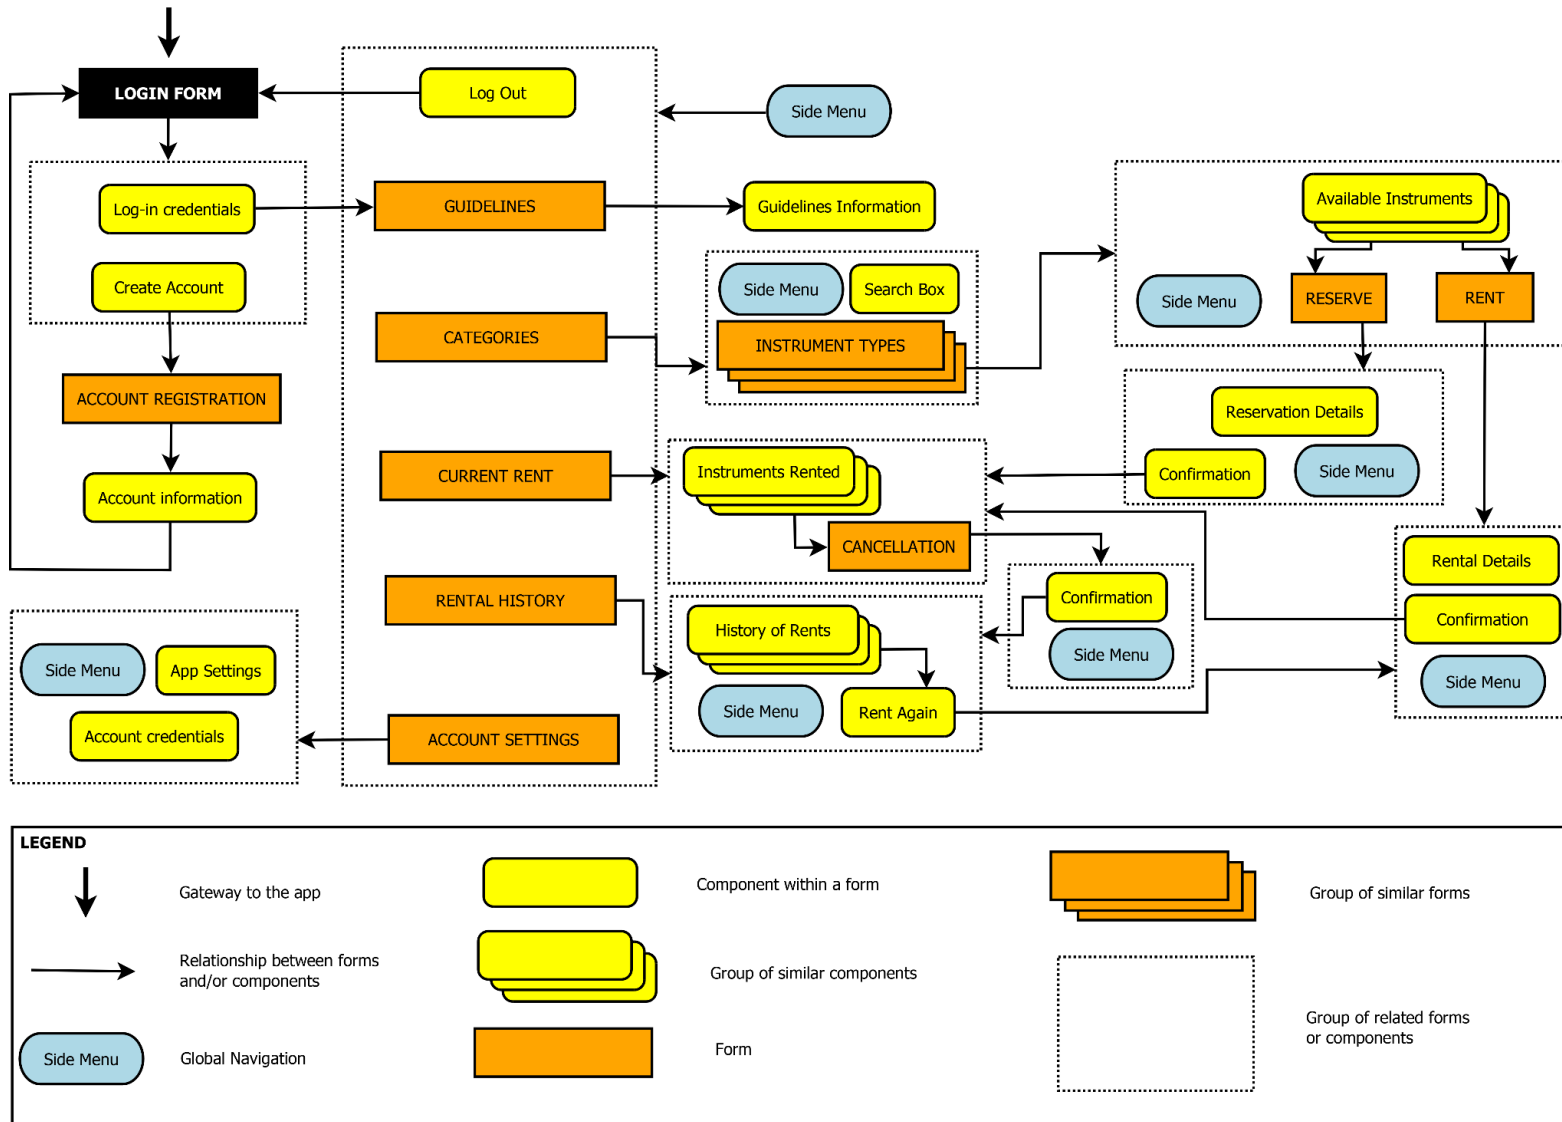 LOGIN FORM
Log Out
Side Menu
Log-in credentials
GUIDELINES
Guidelines Information
Available Instruments
Create Account
Side Menu
Search Box
Side Menu
RESERVE
RENT
CATEGORIES
INSTRUMENT TYPES
ACCOUNT REGISTRATION
Reservation Details
CURRENT RENT
Instruments Rented
Confirmation
Side Menu
Account information
CANCELLATION
Rental Details
RENTAL HISTORY
History of Rents
Confirmation
Confirmation
Side Menu
App Settings
Side Menu
Side Menu
Side Menu
Rent Again
Account credentials
ACCOUNT SETTINGS
LEGEND
Gateway to the app
Component within a form
Group of similar forms
Relationship between forms
and/or components
Group of similar components
Group of related forms
or components
Side Menu
Global Navigation
Form